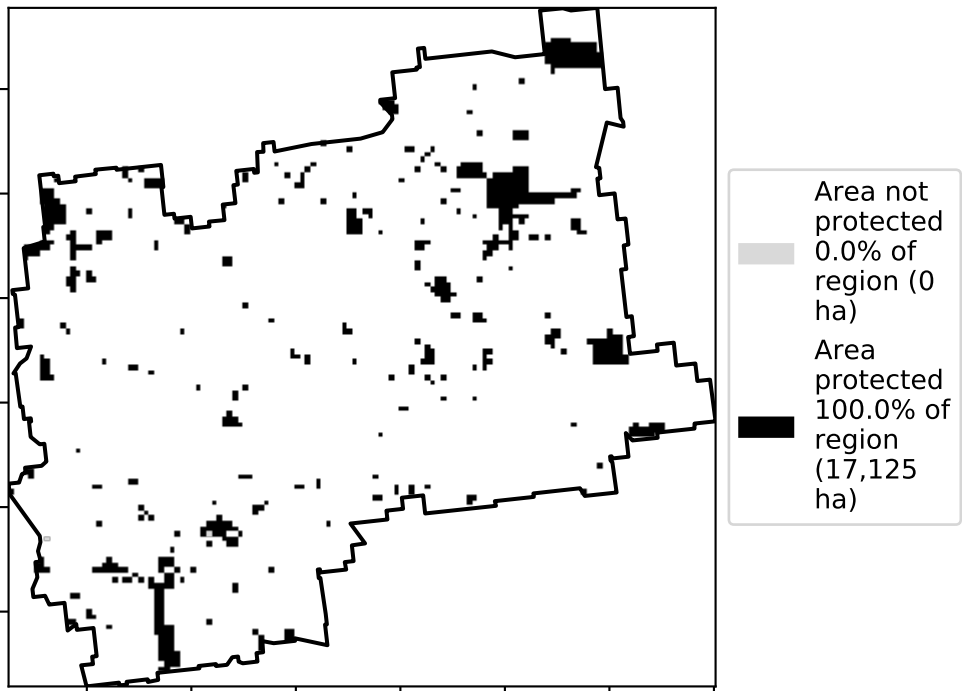 Area not
protected
0.0% of
region (0
ha)
Area
protected
100.0% of
region
(17,125
ha)